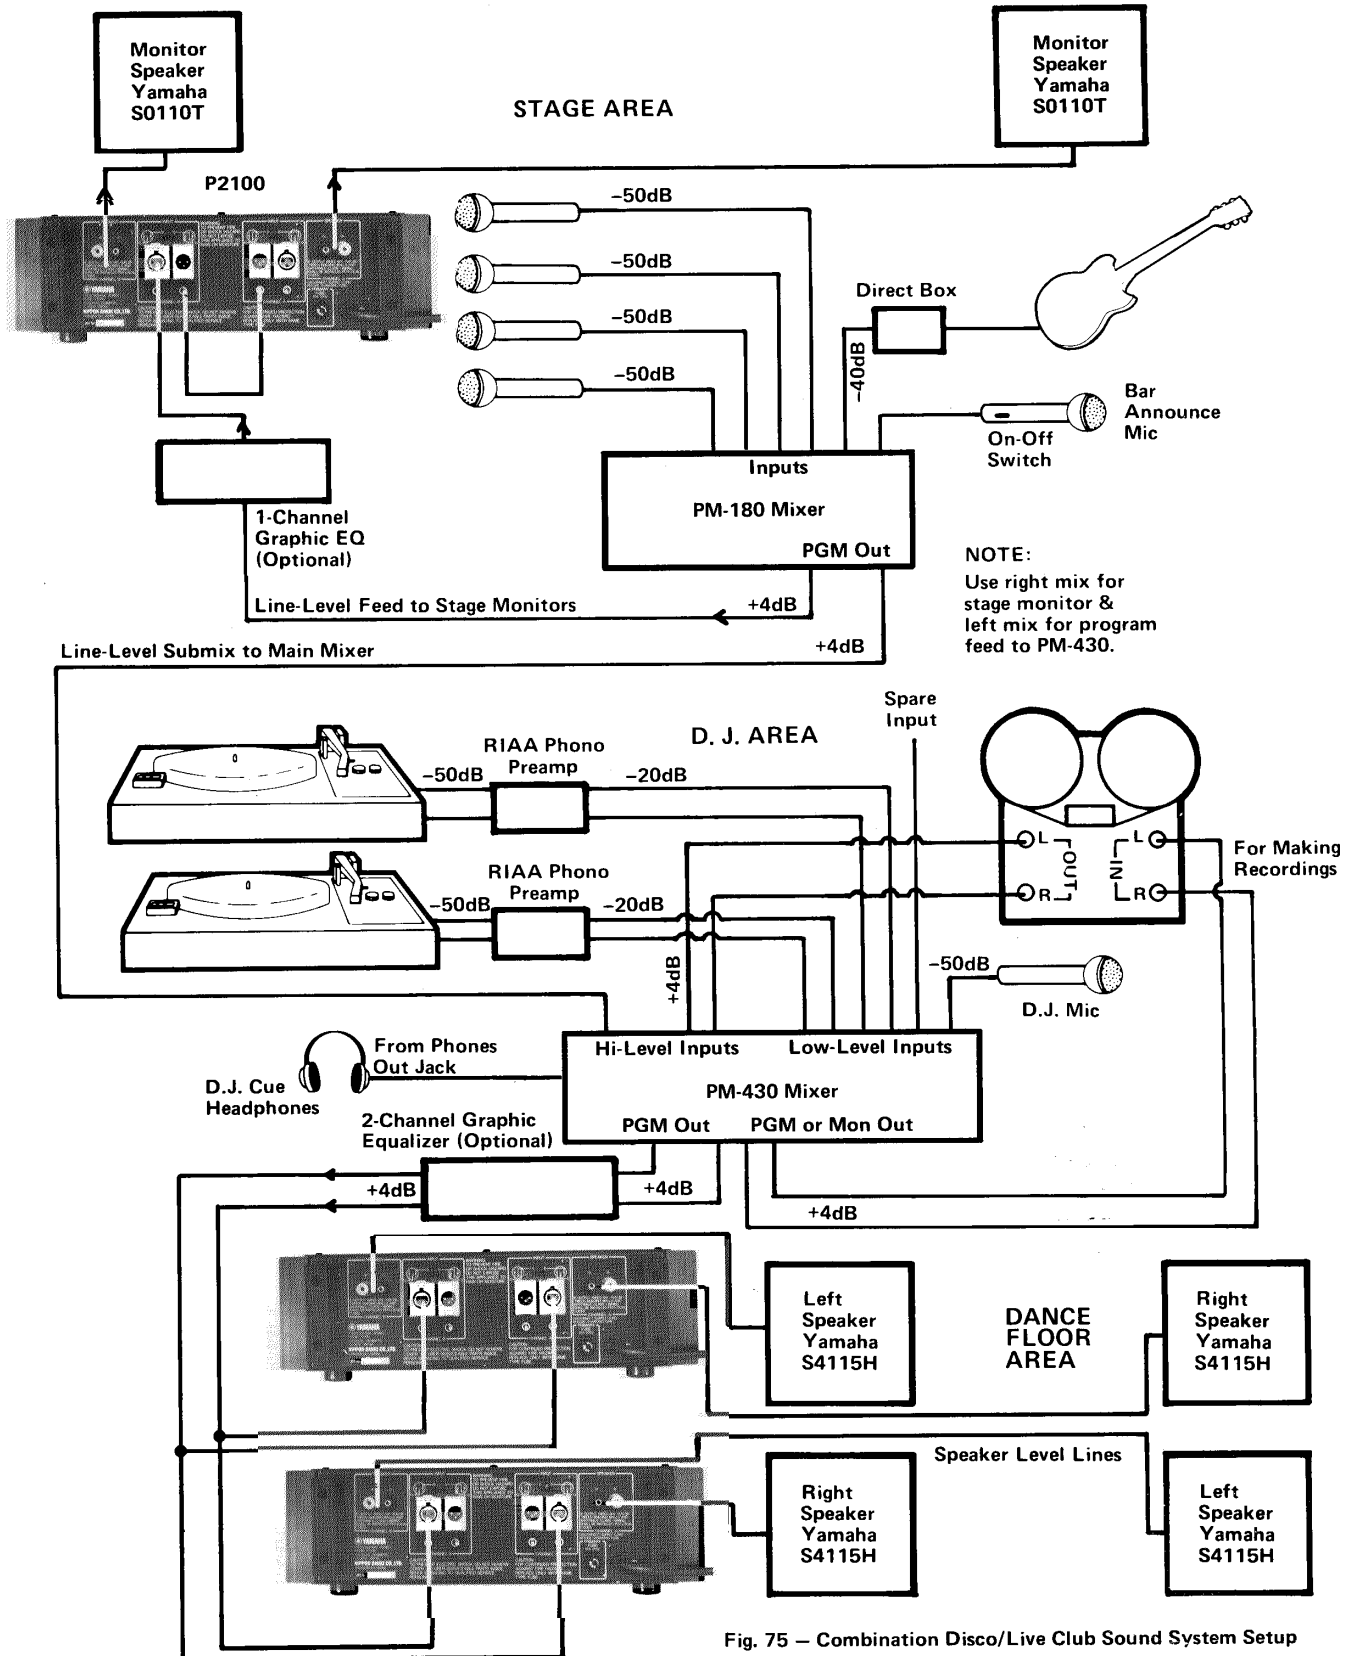 Monitor
Speaker
Yamaha
S0110T
STAGE AREA
Monitor
Speaker
Yamaha
S0110T
P2100
–50dB
–50dB
–50dB
–50dB
Direct Box
–40dB
Bar
Announce
Mic
On-Off
Switch
Inputs
PM-180 Mixer
PGM Out
1-Channel
Graphic EQ
(Optional)
NOTE:
Use right mix for
stage monitor &
left mix for program
feed to PM-430.
Line-Level Feed to Stage Monitors
+4dB
Line-Level Submix to Main Mixer
+4dB
Spare
Input
D. J. AREA
RIAA Phono
Preamp
–50dB
–20dB
L
R
OUT
IN
L
R
For Making
Recordings
RIAA Phono
Preamp
–50dB
–20dB
+4dB
–50dB
D.J. Mic
From Phones
Out Jack
D.J. Cue
Headphones
Hi-Level Inputs
Low-Level Inputs
PM-430 Mixer
PGM Out
PGM or Mon Out
2-Channel Graphic
Equalizer (Optional)
+4dB
+4dB
+4dB
YAMAHA
Left
Speaker
Yamaha
S4115H
DANCE
FLOOR
AREA
Right
Speaker
Yamaha
S4115H
Speaker Level Lines
YAMAHA
Right
Speaker
Yamaha
S4115H
Left
Speaker
Yamaha
S4115H
Fig. 75 — Combination Disco/Live Club Sound System Setup